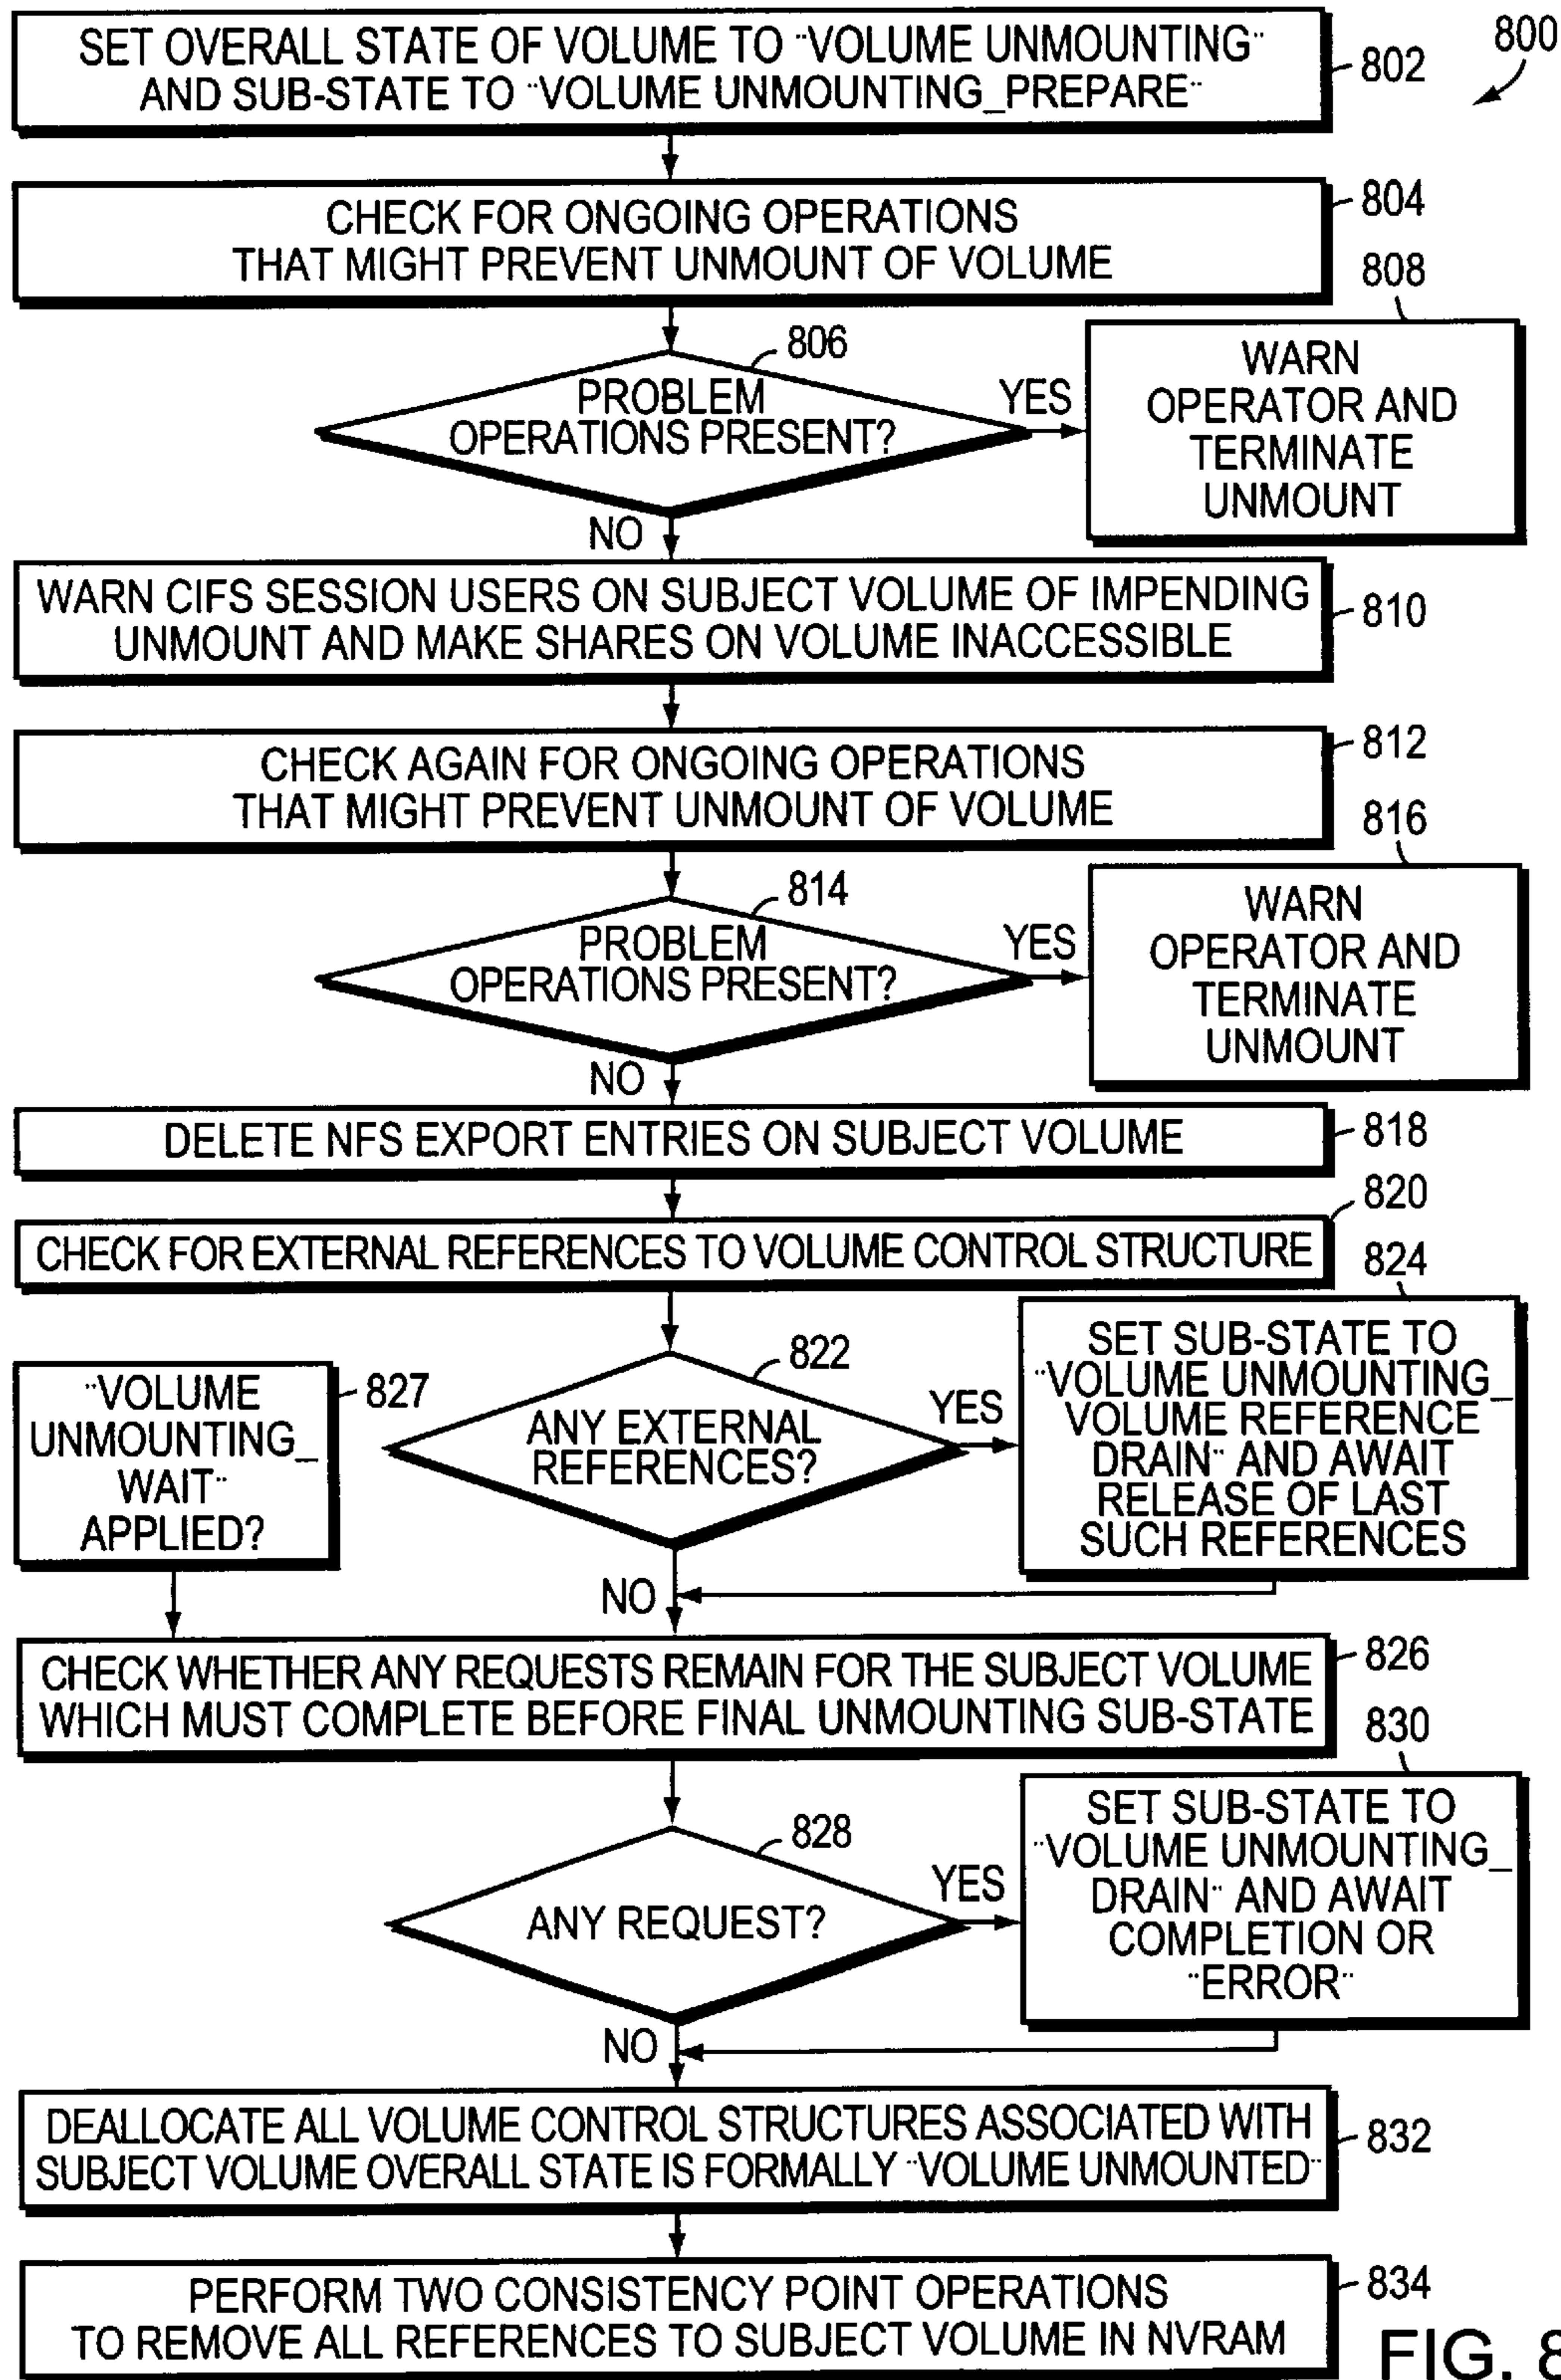 SET OVERALL STATE OF VOLUME TO "VOLUME UNMOUNTING"
AND SUB-STATE TO "VOLUME UNMOUNTING_PREPARE"
802
800
CHECK FOR ONGOING OPERATIONS
THAT MIGHT PREVENT UNMOUNT OF VOLUME
804
806
PROBLEM
OPERATIONS PRESENT?
YES
808
WARN
OPERATOR AND
TERMINATE
UNMOUNT
NO
WARN CIFS SESSION USERS ON SUBJECT VOLUME OF IMPENDING
UNMOUNT AND MAKE SHARES ON VOLUME INACCESSIBLE
810
CHECK AGAIN FOR ONGOING OPERATIONS
THAT MIGHT PREVENT UNMOUNT OF VOLUME
812
814
PROBLEM
OPERATIONS PRESENT?
YES
816
WARN
OPERATOR AND
TERMINATE
UNMOUNT
NO
DELETE NFS EXPORT ENTRIES ON SUBJECT VOLUME
818
CHECK FOR EXTERNAL REFERENCES TO VOLUME CONTROL STRUCTURE
820
822
ANY EXTERNAL
REFERENCES?
YES
824
SET SUB-STATE TO
"VOLUME UNMOUNTING_
VOLUME REFERENCE
DRAIN" AND AWAIT
RELEASE OF LAST
SUCH REFERENCES
"VOLUME
UNMOUNTING_
WAIT"
APPLIED?
827
NO
CHECK WHETHER ANY REQUESTS REMAIN FOR THE SUBJECT VOLUME
WHICH MUST COMPLETE BEFORE FINAL UNMOUNTING SUB-STATE
826
828
ANY REQUEST?
YES
830
SET SUB-STATE TO
"VOLUME UNMOUNTING_
DRAIN" AND AWAIT
COMPLETION OR
"ERROR"
NO
DEALLOCATE ALL VOLUME CONTROL STRUCTURES ASSOCIATED WITH
SUBJECT VOLUME OVERALL STATE IS FORMALLY "VOLUME UNMOUNTED"
832
PERFORM TWO CONSISTENCY POINT OPERATIONS
TO REMOVE ALL REFERENCES TO SUBJECT VOLUME IN NVRAM
834
FIG. 8